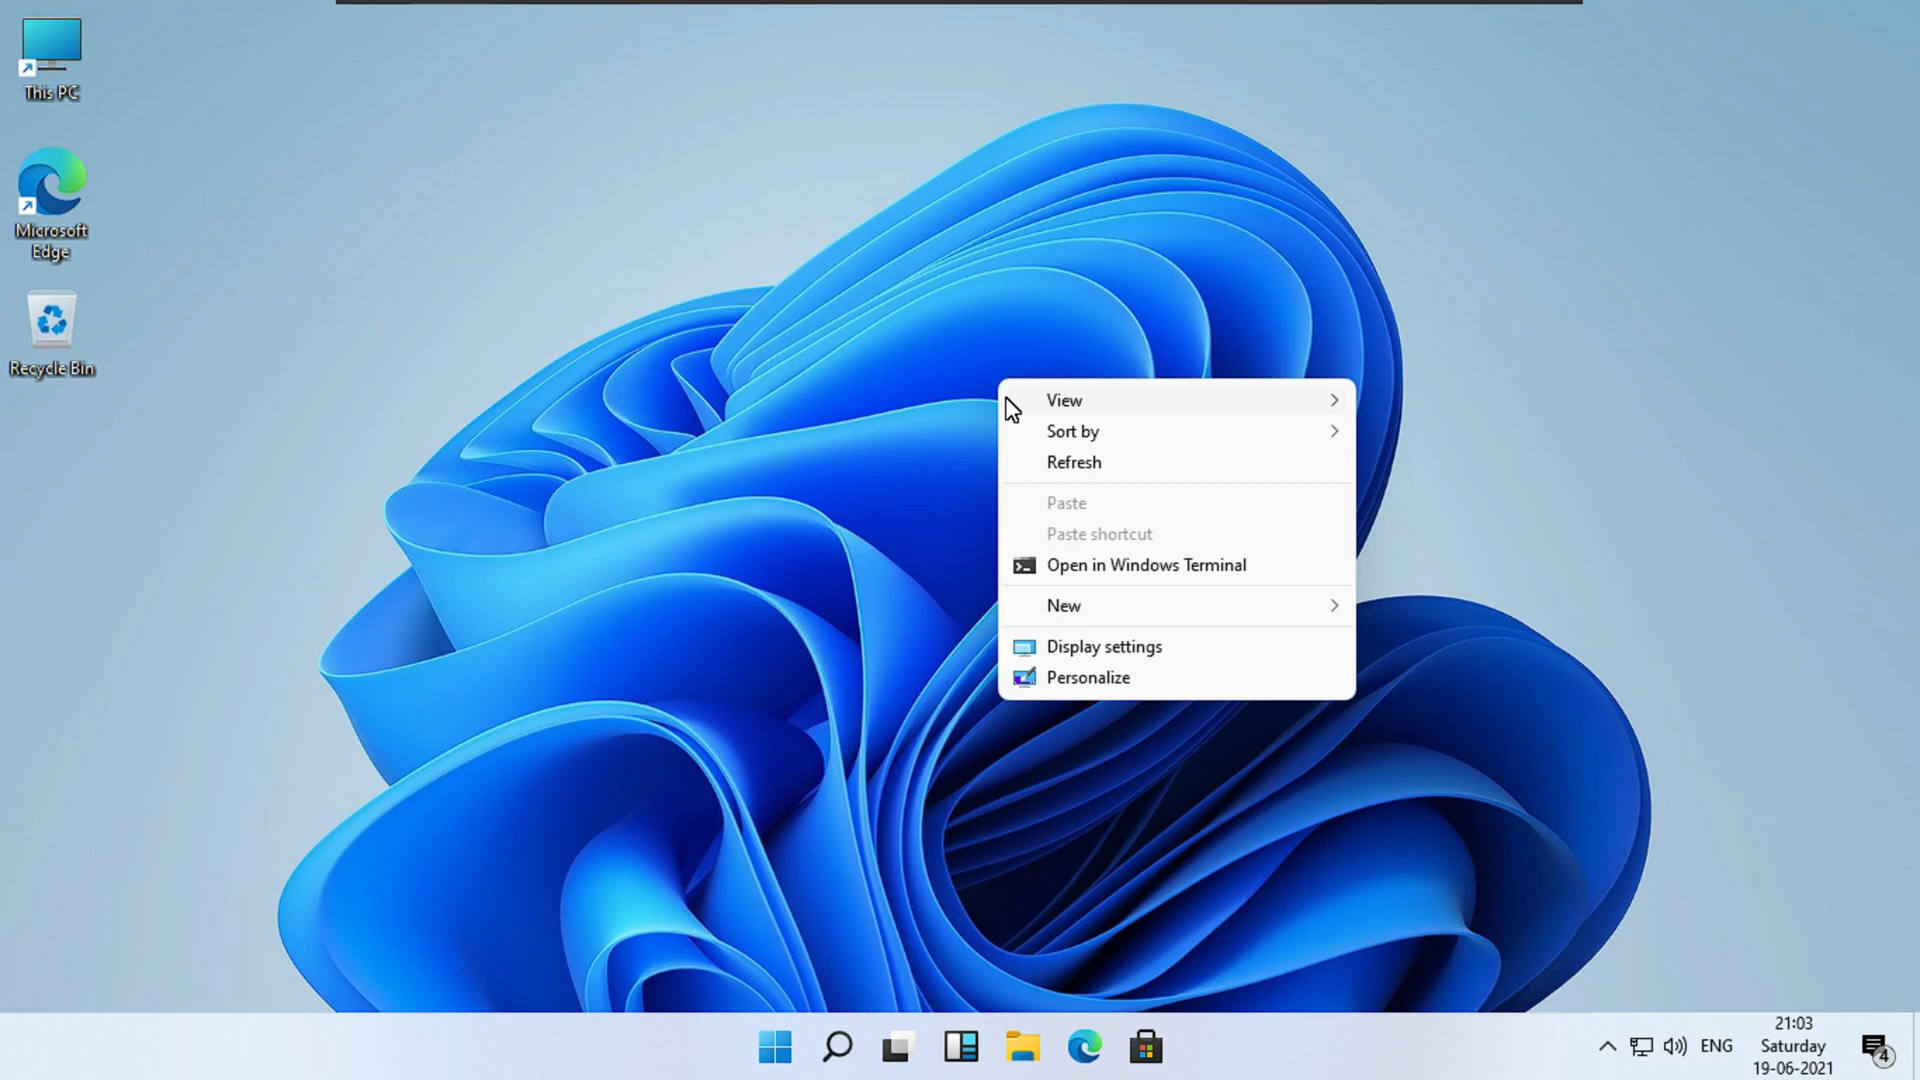 This PC
Microsoft
Edge
Recycle Bin
View
Sort by
Refresh
Paste
Paste shortcut
Open in Windows Terminal
New
Display settings
Personalize
ENG
21:03
Saturday
19-06-2021
4